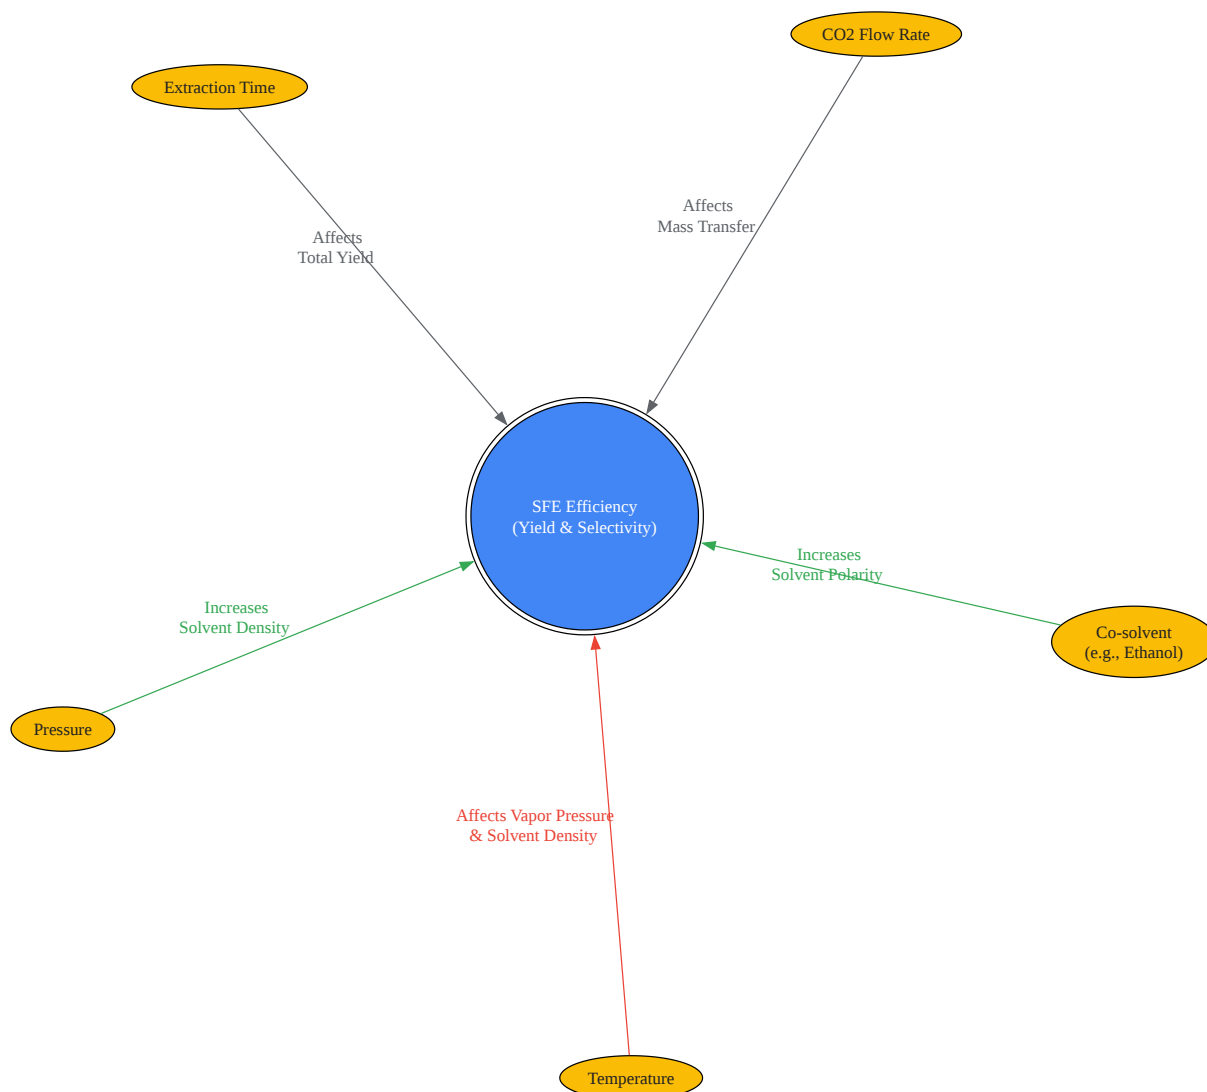 CO2 Flow Rate
Extraction Time
Affects
Mass Transfer
Affects
Total Yield
SFE Efficiency
(Yield & Selectivity)
Increases
Solvent Polarity
Increases
Solvent Density
Co-solvent
(e.g., Ethanol)
Pressure
Affects Vapor Pressure
& Solvent Density
Temperature